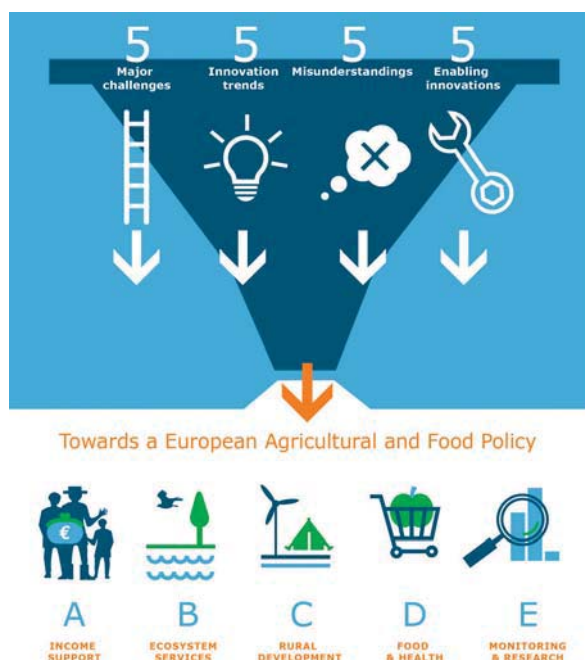 5 5 5 5
Major challenges
Innovation trends
Misunderstandings
Enabling innovations
€
Towards a European Agricultural and Food Policy
A B C D E
INCOME SUPPORT
ECOSYSTEM SERVICES
RURAL DEVELOPMENT
FOOD & HEALTH
MONITORING & RESEARCH